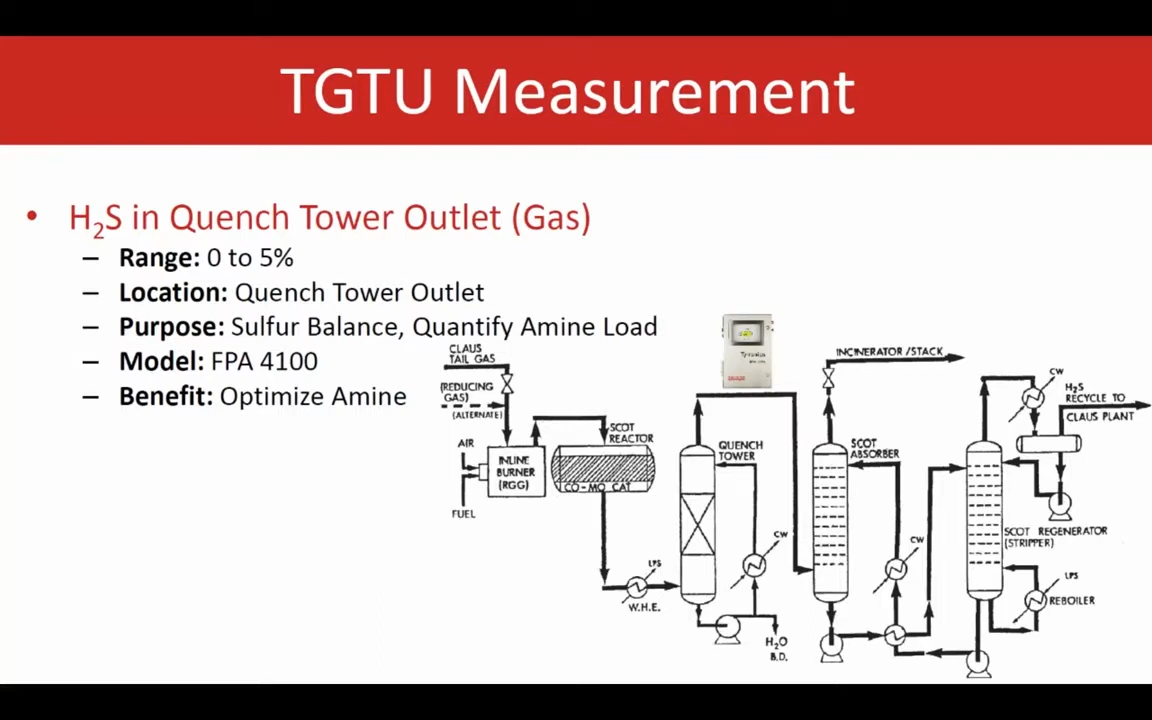 TGTU Measurement
• H₂S in Quench Tower Outlet (Gas)
– Range: 0 to 5%
– Location: Quench Tower Outlet
– Purpose: Sulfur Balance, Quantify Amine Load
– Model: FPA 4100
– Benefit: Optimize Amine
CLAUS
TAIL GAS
(REDUCING
GAS)
(ALTERNATE)
AIR
FUEL
INLINE
BURNER
(RGG)
SCOT
REACTOR
CO-MO CAT
LPS
W.H.E.
QUENCH
TOWER
CW
H₂O
B.D.
INCINERATOR/STACK
SCOT
ABSORBER
CW
CW
H₂S
RECYCLE TO
CLAUS PLANT
SCOT REGENERATOR
(STRIPPER)
LPS
REBOILER